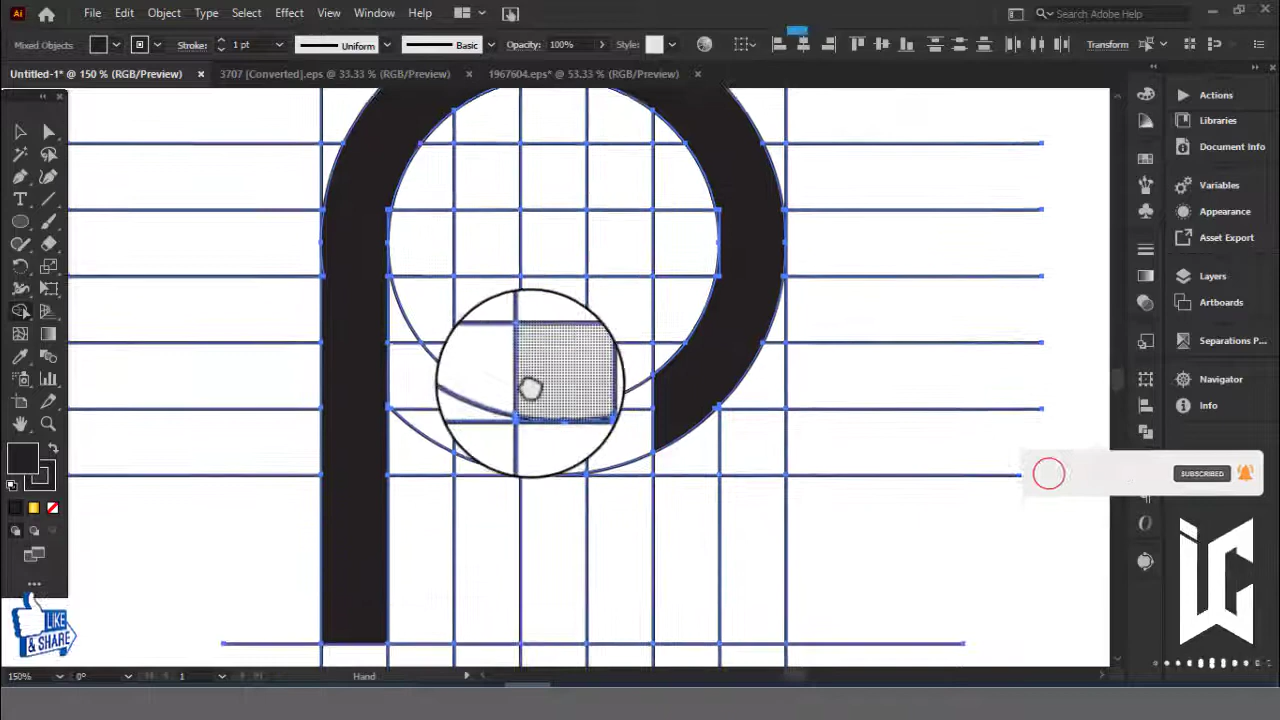 Ai File Edit Object Type Select Effect View Window Help Search Adobe Help
Mixed Objects Stroke: 1 pt Uniform Basic Opacity: 100% Style: Transform
Untitled-1* @ 150 % (RGB/Preview) × 3707 [Converted].eps @ 33.33 % (RGB/Preview) × 1967604.eps* @ 53.33 % (RGB/Preview) ×
Actions
Libraries
Document Info
Variables
Appearance
Asset Export
Layers
Artboards
Separations P...
Navigator
Info
SUBSCRIBED
LIKE
& SHARE
150% 0° 1 Hand